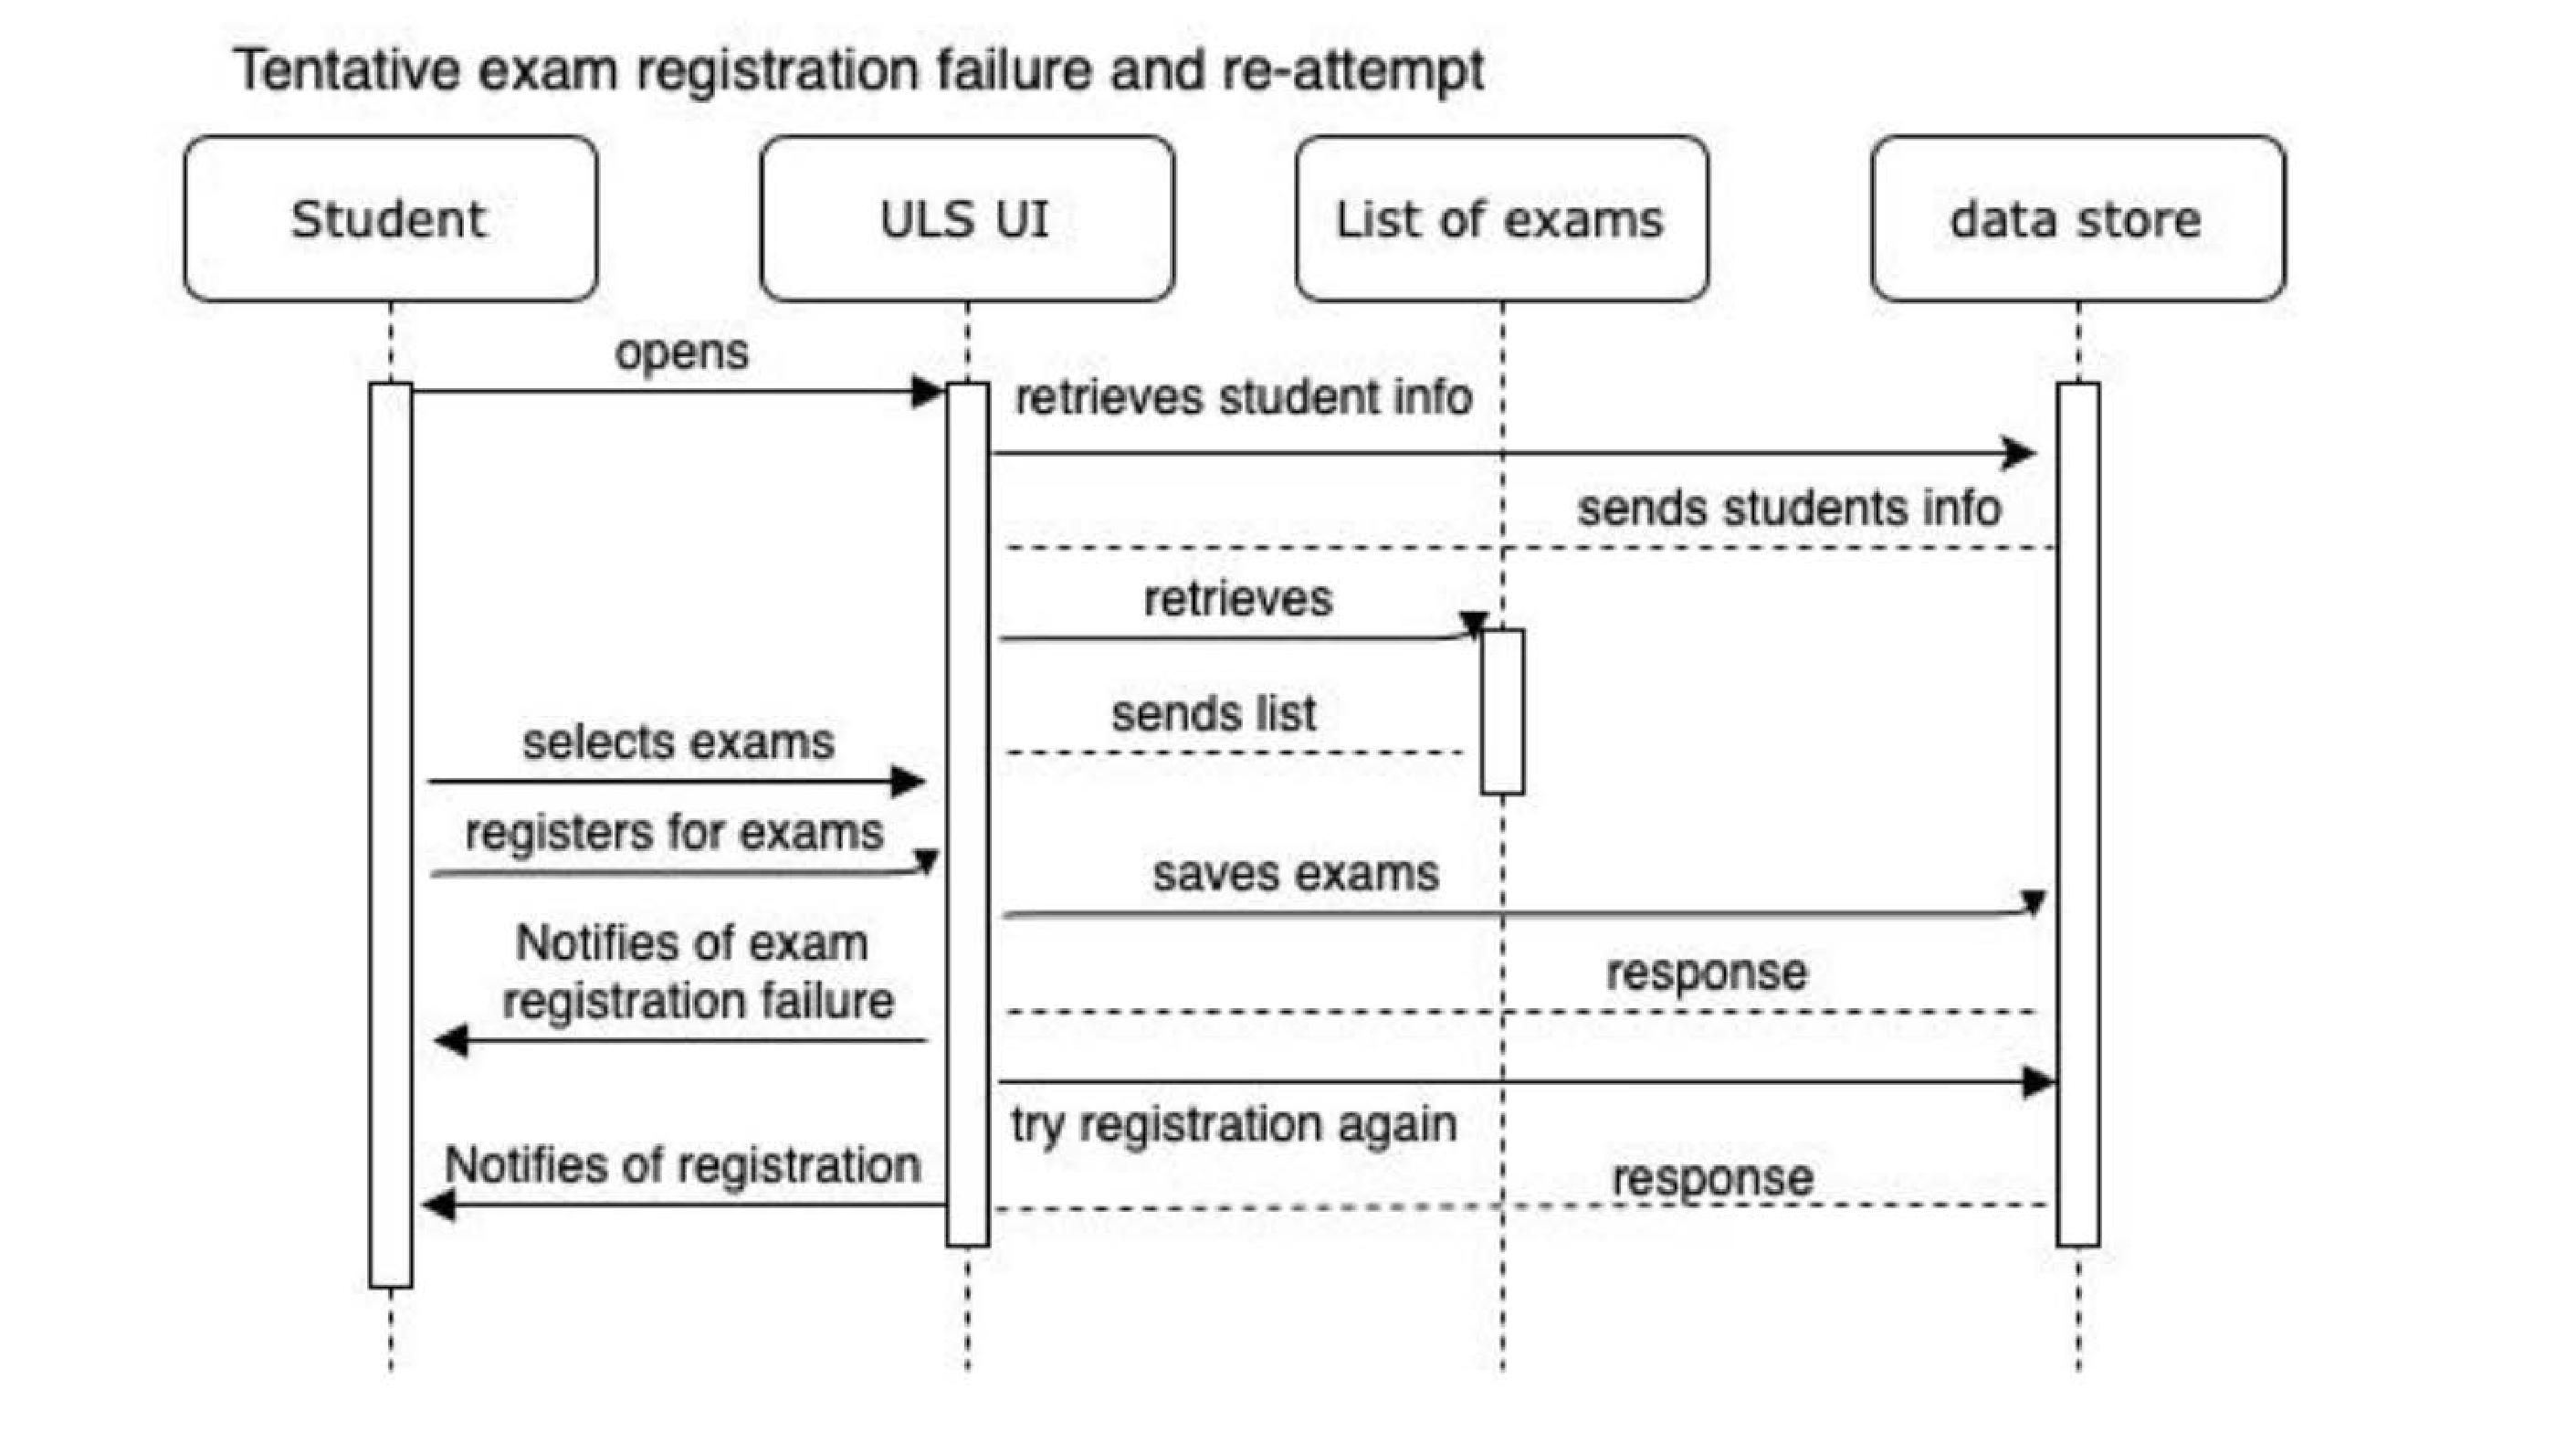 Tentative exam registration failure and re-attempt
Student
ULS UI
List of exams
data store
opens
retrieves student info
sends students info
retrieves
sends list
selects exams
registers for exams
saves exams
Notifies of exam
registration failure
response
try registration again
Notifies of registration
response